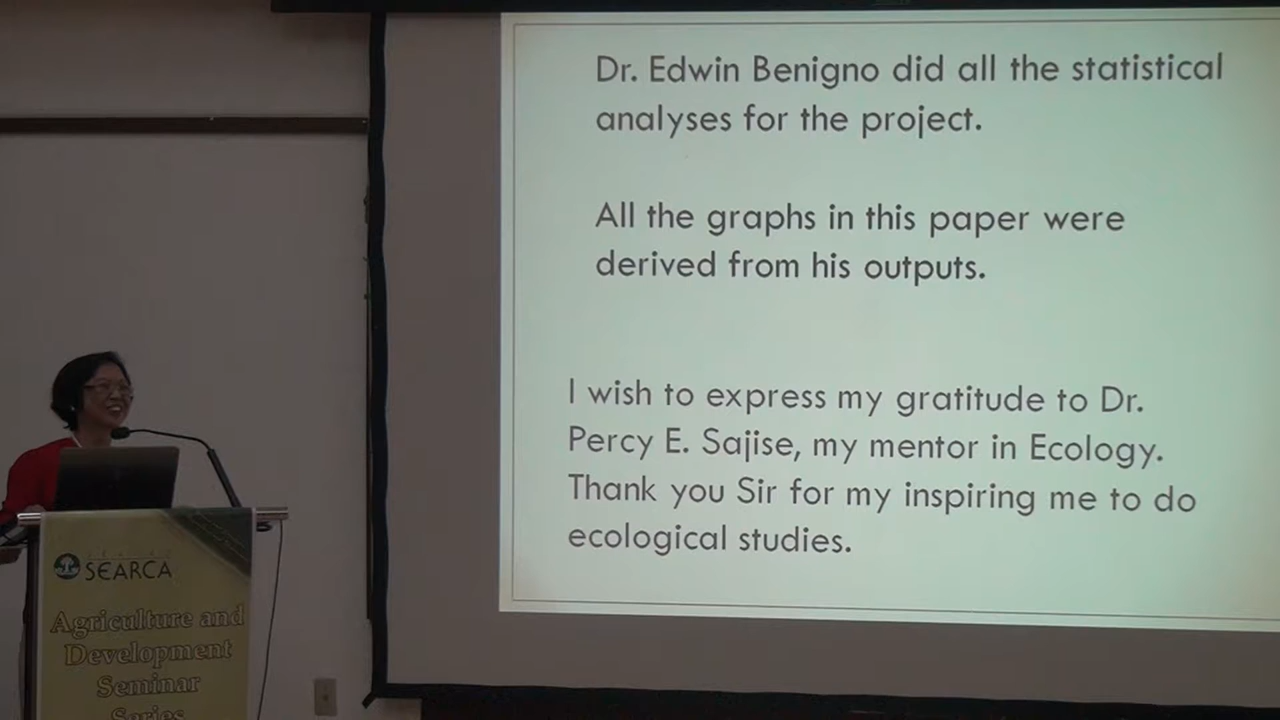 Dr. Edwin Benigno did all the statistical
analyses for the project.
All the graphs in this paper were
derived from his outputs.
I wish to express my gratitude to Dr.
Percy E. Sajise, my mentor in Ecology.
Thank you Sir for my inspiring me to do
ecological studies.
SEARCA
Agriculture and
Development
Seminar
Series